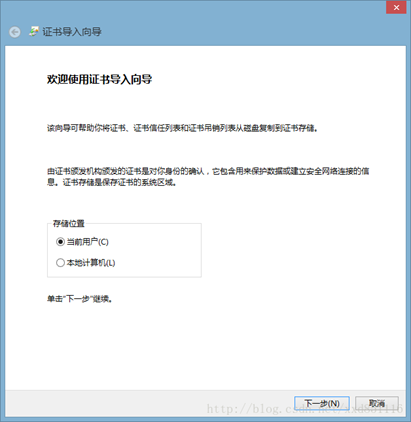 证书导入向导
欢迎使用证书导入向导
该向导可帮助你将证书、证书信任列表和证书吊销列表从磁盘复制到证书存储。
由证书颁发机构颁发的证书是对你身份的确认，它包含用来保护数据或建立安全网络连接的信
息。证书存储是保存证书的系统区域。
存储位置
当前用户(C)
本地计算机(L)
单击"下一步"继续。
下一步(N)
取消